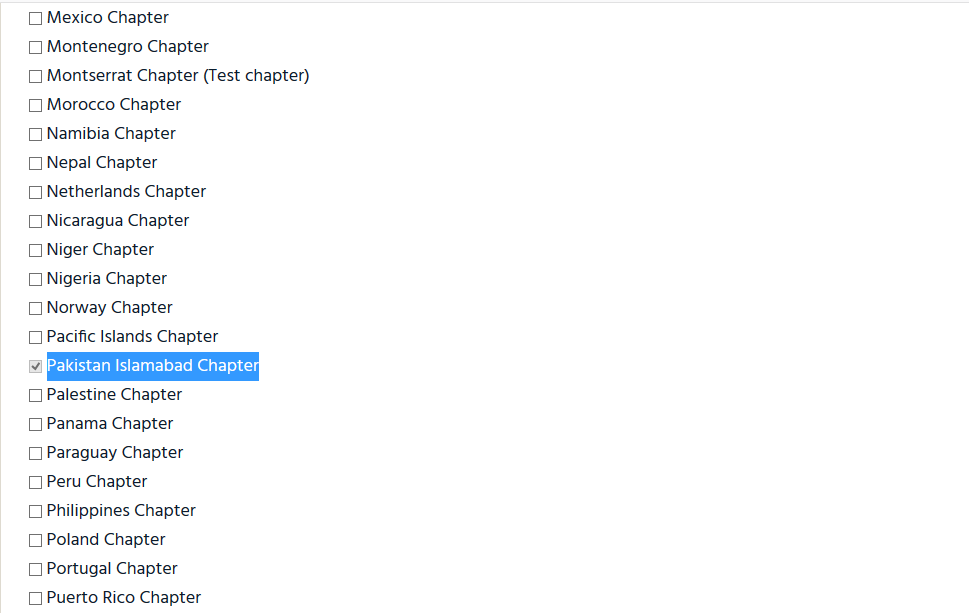 Mexico Chapter
Montenegro Chapter
Montserrat Chapter (Test chapter)
Morocco Chapter
Namibia Chapter
Nepal Chapter
Netherlands Chapter
Nicaragua Chapter
Niger Chapter
Nigeria Chapter
Norway Chapter
Pacific Islands Chapter
Pakistan Islamabad Chapter
Palestine Chapter
Panama Chapter
Paraguay Chapter
Peru Chapter
Philippines Chapter
Poland Chapter
Portugal Chapter
Puerto Rico Chapter